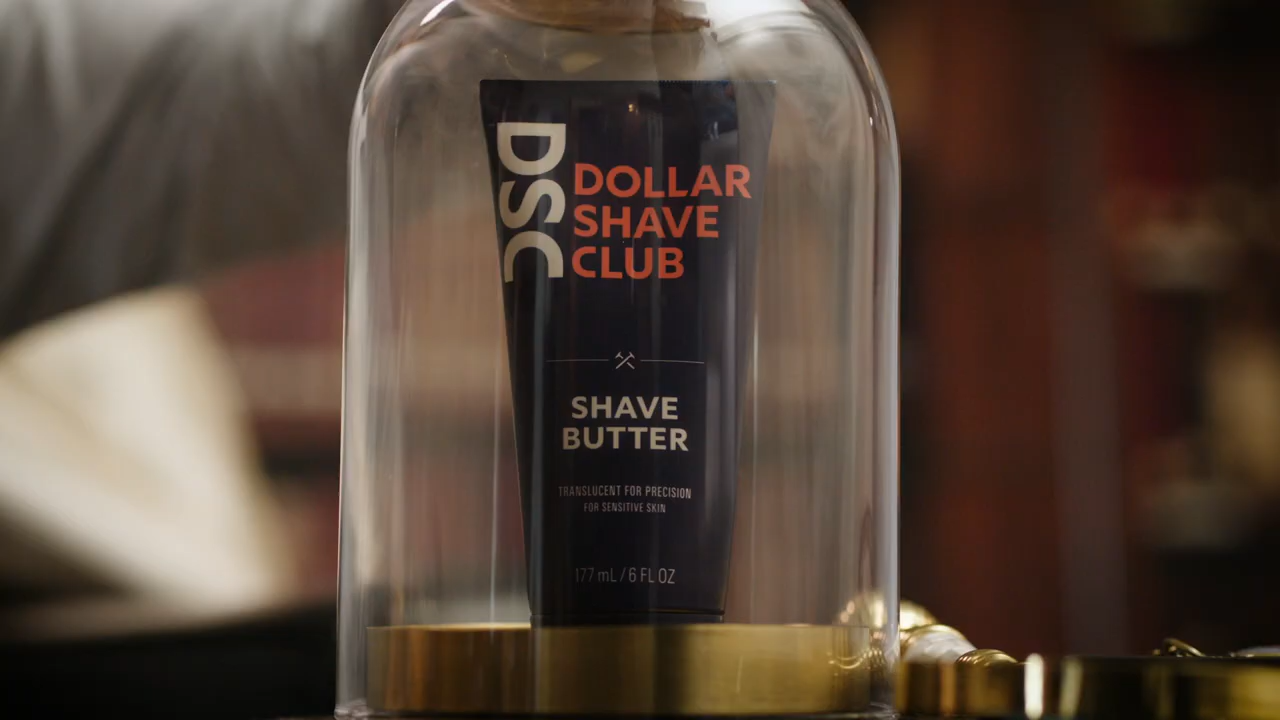 DSC
DOLLAR
SHAVE
CLUB
SHAVE
BUTTER
TRANSLUCENT FOR PRECISION
FOR SENSITIVE SKIN
177 mL / 6 FL OZ